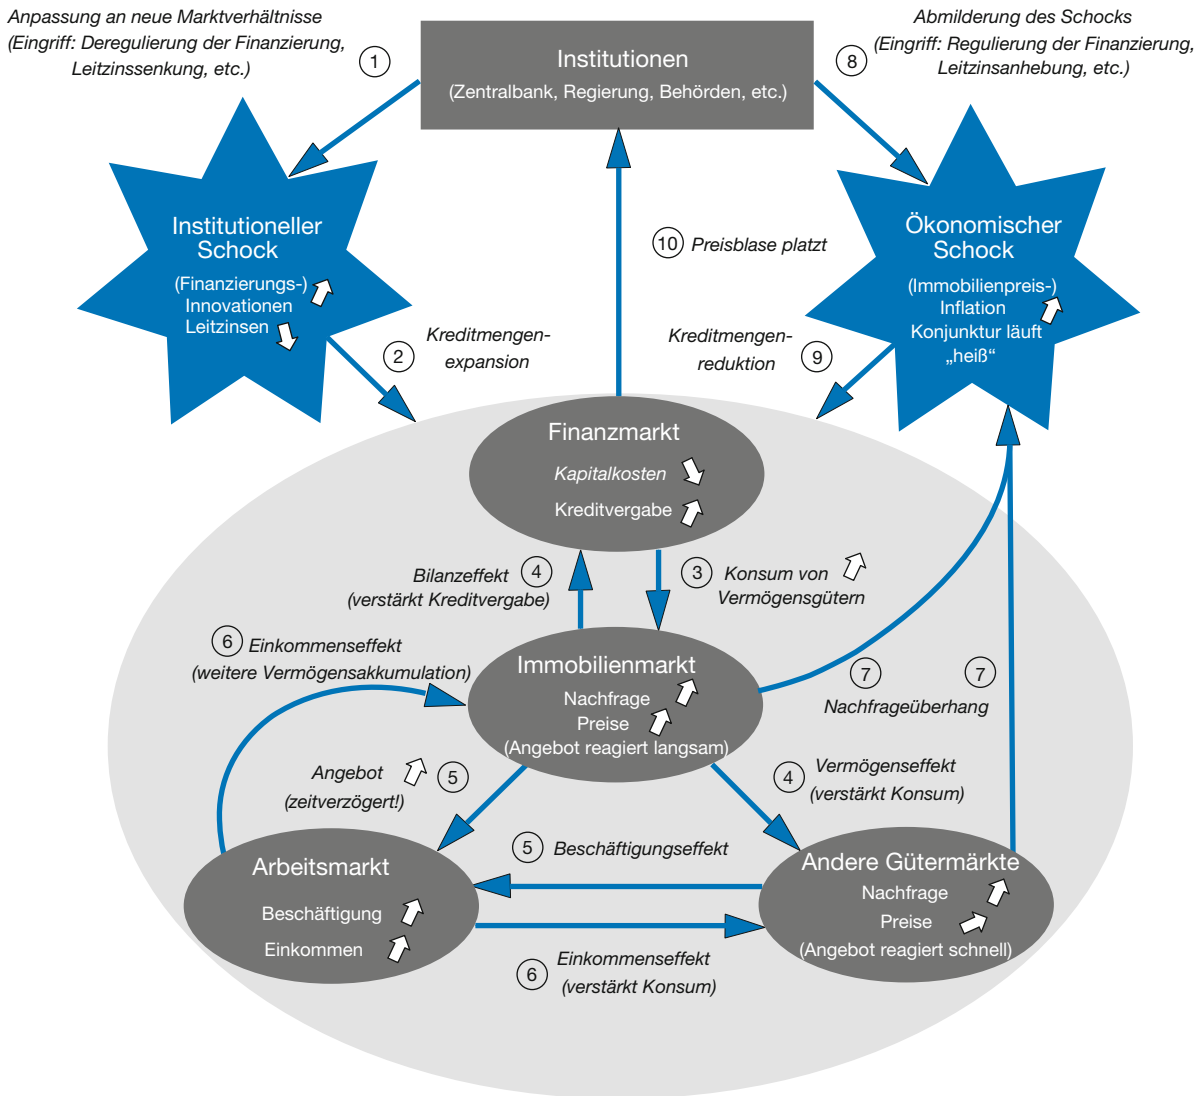 Anpassung an neue Marktverhältnisse
(Eingriff: Deregulierung der Finanzierung,
Leitzinssenkung, etc.)
1
Institutionen
(Zentralbank, Regierung, Behörden, etc.)
Abmilderung des Schocks
(Eingriff: Regulierung der Finanzierung,
Leitzinsanhebung, etc.)
8
Institutioneller
Schock
(Finanzierungs-)
Innovationen
Leitzinsen
10 Preisblase platzt
Ökonomischer
Schock
(Immobilienpreis-)
Inflation
Konjunktur läuft
„heiß“
2 Kreditmengen-
expansion
Kreditmengen-
reduktion 9
Finanzmarkt
Kapitalkosten
Kreditvergabe
Bilanzeffekt 4
(verstärkt Kreditvergabe)
3 Konsum von
Vermögensgütern
6 Einkommenseffekt
(weitere Vermögensakkumulation)
Immobilienmarkt
Nachfrage
Preise
(Angebot reagiert langsam)
7 7
Nachfrageüberhang
Angebot 5
(zeitverzögert!)
4 Vermögenseffekt
(verstärkt Konsum)
Arbeitsmarkt
Beschäftigung
Einkommen
5 Beschäftigungseffekt
Andere Gütermärkte
Nachfrage
Preise
(Angebot reagiert schnell)
6 Einkommenseffekt
(verstärkt Konsum)